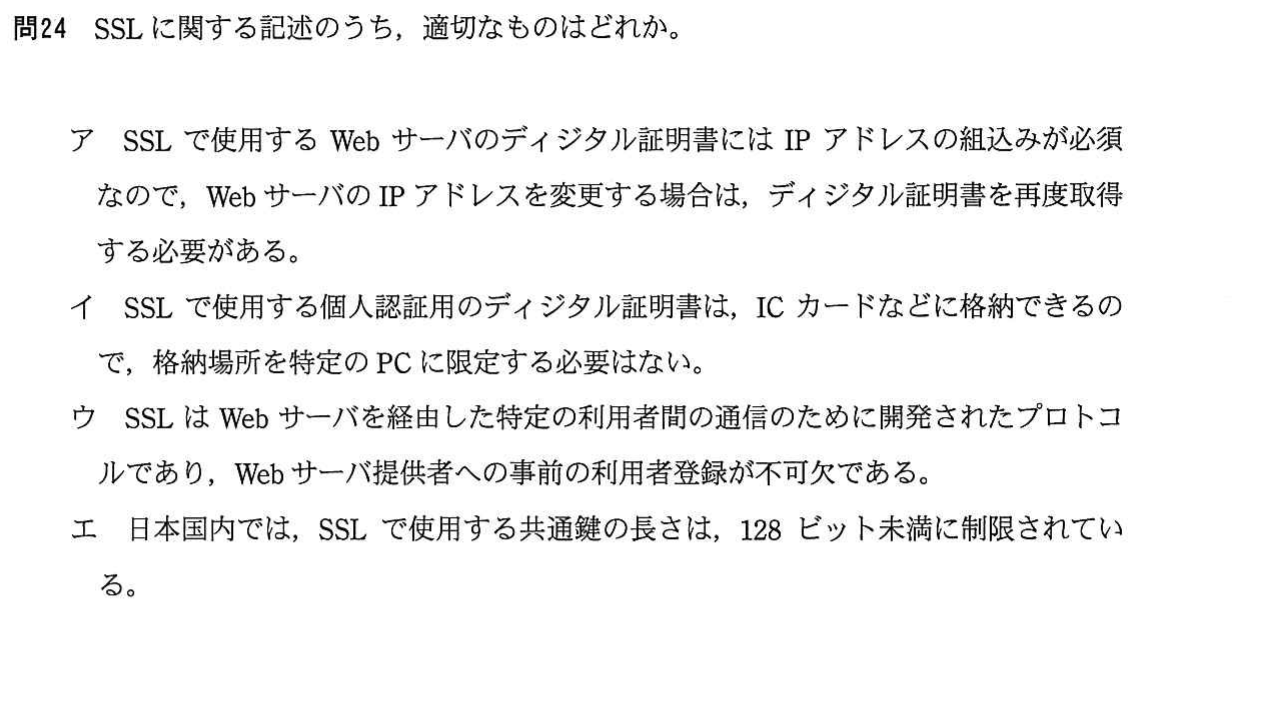 問24 SSL に関する記述のうち，適切なものはどれか。
ア SSL で使用する Web サーバのディジタル証明書には IP アドレスの組込みが必須
なので，Web サーバの IP アドレスを変更する場合は，ディジタル証明書を再度取得
する必要がある。
イ SSL で使用する個人認証用のディジタル証明書は，IC カードなどに格納できるの
で，格納場所を特定の PC に限定する必要はない。
ウ SSL は Web サーバを経由した特定の利用者間の通信のために開発されたプロトコ
ルであり，Web サーバ提供者への事前の利用者登録が不可欠である。
エ 日本国内では，SSL で使用する共通鍵の長さは，128 ビット未満に制限されてい
る。